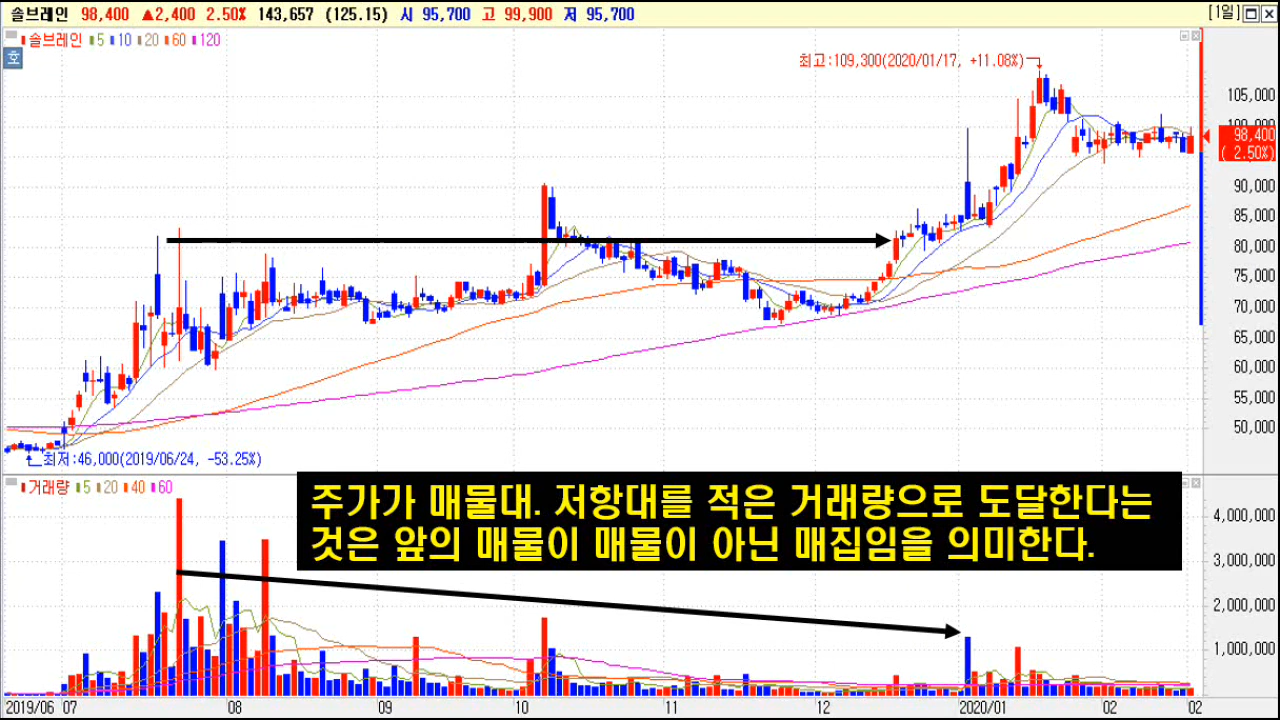 솔브레인 98,400 ▲2,400 2.50% 143,657 (125.15) 시 95,700 고 99,900 저 95,700 [1일]
솔브레인 5 10 20 60 120
호
최고:109,300(2020/01/17, +11.08%)
105,000
100,000
98,400
( 2.50%)
90,000
85,000
80,000
75,000
70,000
65,000
60,000
55,000
50,000
최저:46,000(2019/06/24, -53.25%)
거래량 5 20 40 60
주가가 매물대. 저항대를 적은 거래량으로 도달한다는
것은 앞의 매물이 매물이 아닌 매집임을 의미한다.
4,000,000
3,000,000
2,000,000
1,000,000
2019/06 07 08 09 10 11 12 2020/01 02 02